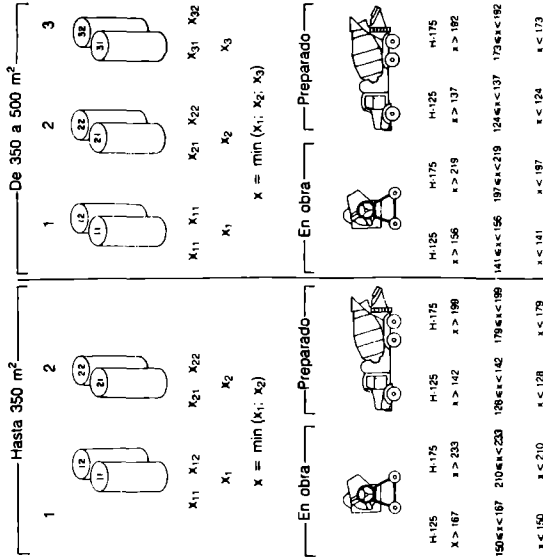 Hasta 350 m² De 350 a 500 m²
1 2 1 2 3
12 22 12 22 32
11 21 11 21 31
x₁₁ x₁₂ x₂₁ x₂₂ x₁₁ x₁₁ x₂₁ x₂₂ x₃₁ x₃₂
x₁ x₂ x₁ x₂ x₃
x = min (x₁; x₂) x = min (x₁; x₂; x₃)
En obra Preparado En obra Preparado
H-125 H-175 H-125 H-175 H-125 H-175 H-125 H-175
X > 167 x > 233 x > 142 x > 199 x > 156 x > 219 x > 137 x > 192
150≤x<167 210≤x<233 128≤x<142 179≤x<199 141≤x<156 197≤x<219 124≤x<137 173≤x<192
x < 150 x < 210 x < 128 x < 179 x < 141 x < 197 x < 124 x < 173